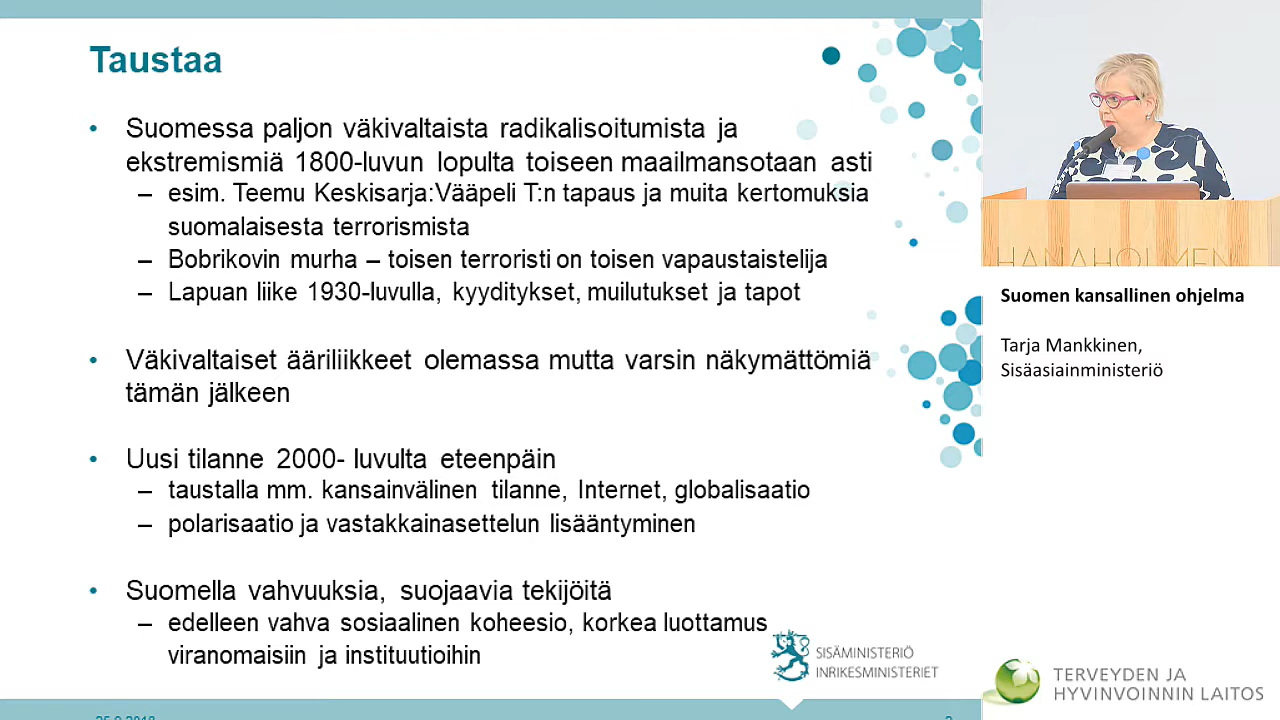 Taustaa
• Suomessa paljon väkivaltaista radikalisoitumista ja
ekstremismiä 1800-luvun lopulta toiseen maailmansotaan asti
– esim. Teemu Keskisarja:Vääpeli T:n tapaus ja muita kertomuksia
suomalaisesta terrorismista
– Bobrikovin murha – toisen terroristi on toisen vapaustaistelija
– Lapuan liike 1930-luvulla, kyyditykset, muilutukset ja tapot
• Väkivaltaiset ääriliikkeet olemassa mutta varsin näkymättömiä
tämän jälkeen
• Uusi tilanne 2000- luvulta eteenpäin
– taustalla mm. kansainvälinen tilanne, Internet, globalisaatio
– polarisaatio ja vastakkainasettelun lisääntyminen
• Suomella vahvuuksia, suojaavia tekijöitä
– edelleen vahva sosiaalinen koheesio, korkea luottamus
viranomaisiin ja instituutioihin
SISÄMINISTERIÖ
INRIKESMINISTERIET
HANAHOLMEN
Suomen kansallinen ohjelma
Tarja Mankkinen,
Sisäasiainministeriö
TERVEYDEN JA
HYVINVOINNIN LAITOS